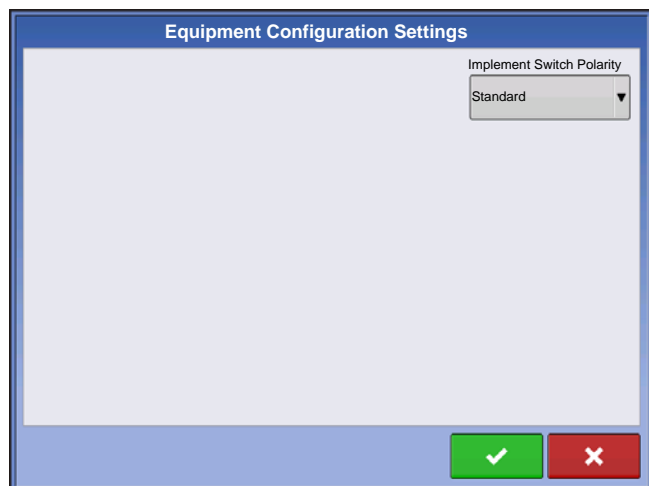 Equipment Configuration Settings
Implement Switch Polarity
Standard